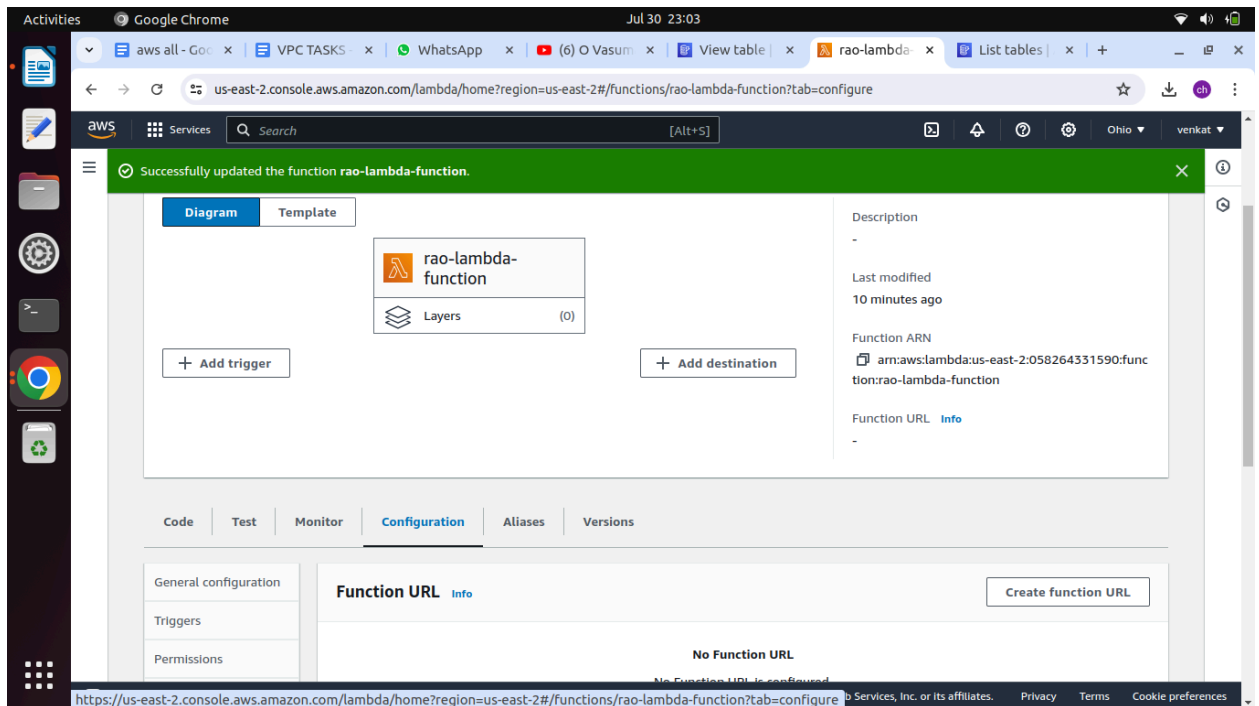 Activities
Google Chrome
Jul 30 23:03
aws all - Goo
VPC TASKS -
WhatsApp
(6) O Vasum
View table |
rao-lambda-
List tables |
us-east-2.console.aws.amazon.com/lambda/home?region=us-east-2#/functions/rao-lambda-function?tab=configure
ch
aws
Services
Search
[Alt+S]
Ohio
venkat
Successfully updated the function rao-lambda-function.
Diagram
Template
rao-lambda-
function
Layers
(0)
+ Add trigger
+ Add destination
Description
-
Last modified
10 minutes ago
Function ARN
arn:aws:lambda:us-east-2:058264331590:func
tion:rao-lambda-function
Function URL Info
-
Code
Test
Monitor
Configuration
Aliases
Versions
General configuration
Triggers
Permissions
Function URL Info
Create function URL
No Function URL
No Function URL is configured
https://us-east-2.console.aws.amazon.com/lambda/home?region=us-east-2#/functions/rao-lambda-function?tab=configure
b Services, Inc. or its affiliates.
Privacy
Terms
Cookie preferences